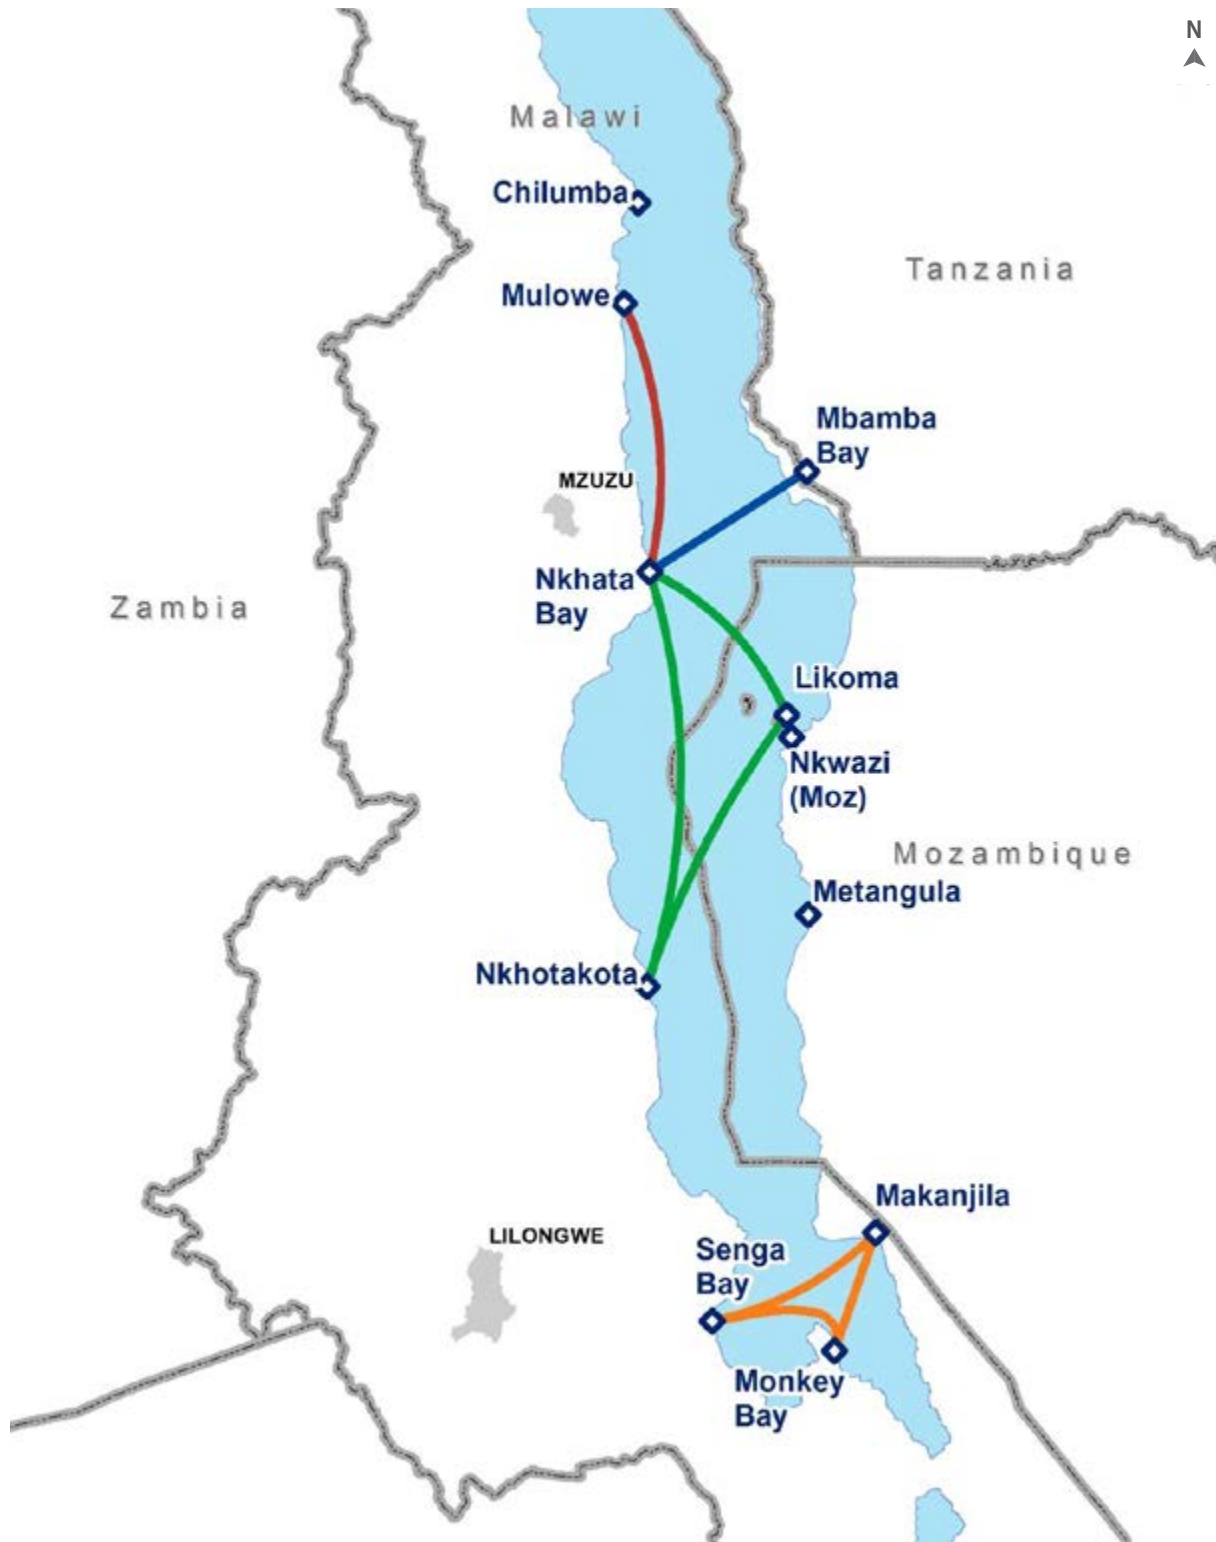 N
Malawi
Chilumba
Tanzania
Mulowe
Mbamba
Bay
MZUZU
Nkhata
Bay
Zambia
Likoma
Nkwazi
(Moz)
Mozambique
Metangula
Nkhotakota
Makanjila
LILONGWE
Senga
Bay
Monkey
Bay